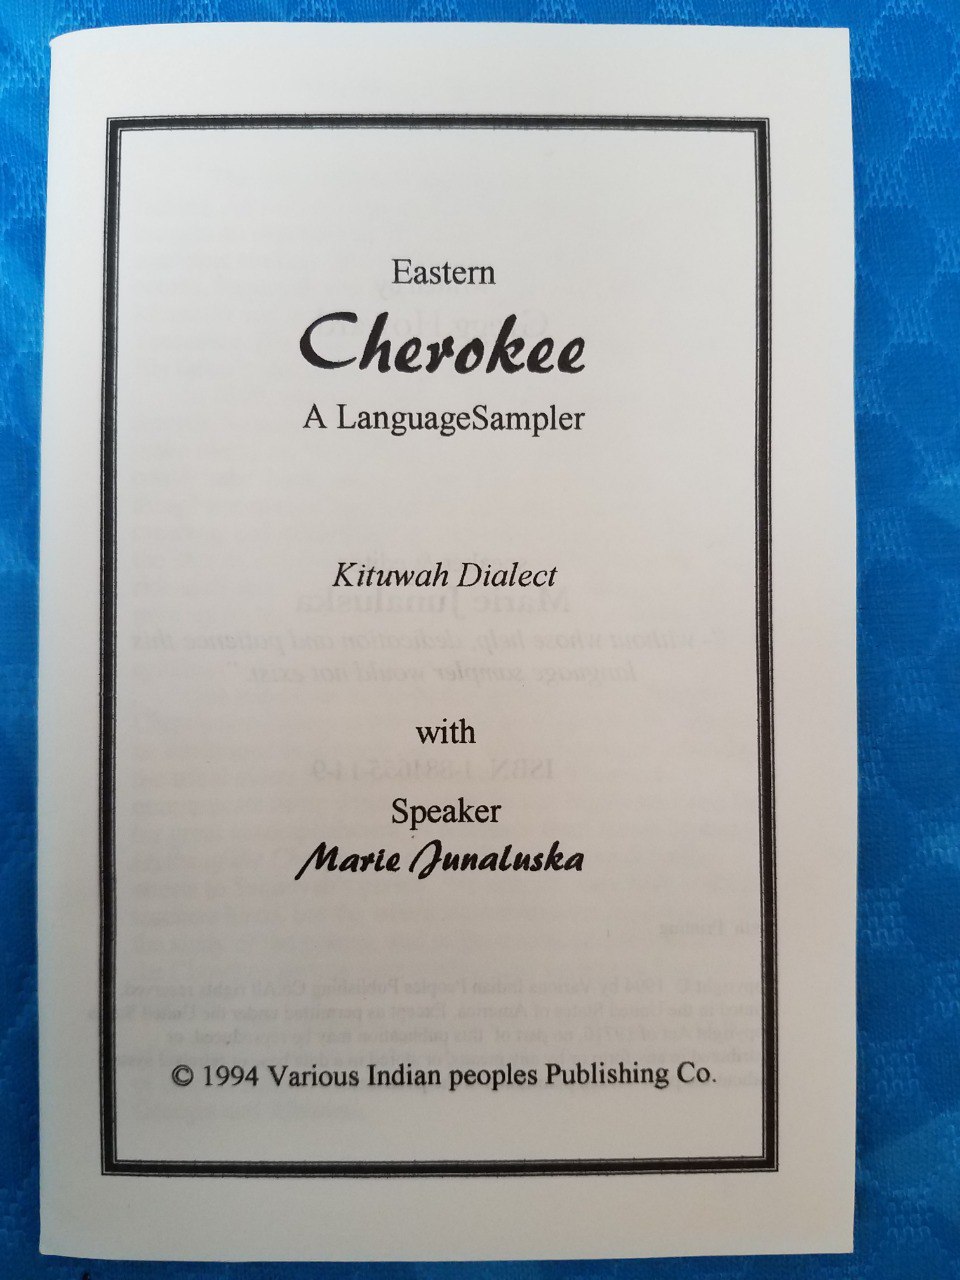 Eastern
Cherokee
A LanguageSampler
Kituwah Dialect
with
Speaker
Marie Junaluska
© 1994 Various Indian peoples Publishing Co.